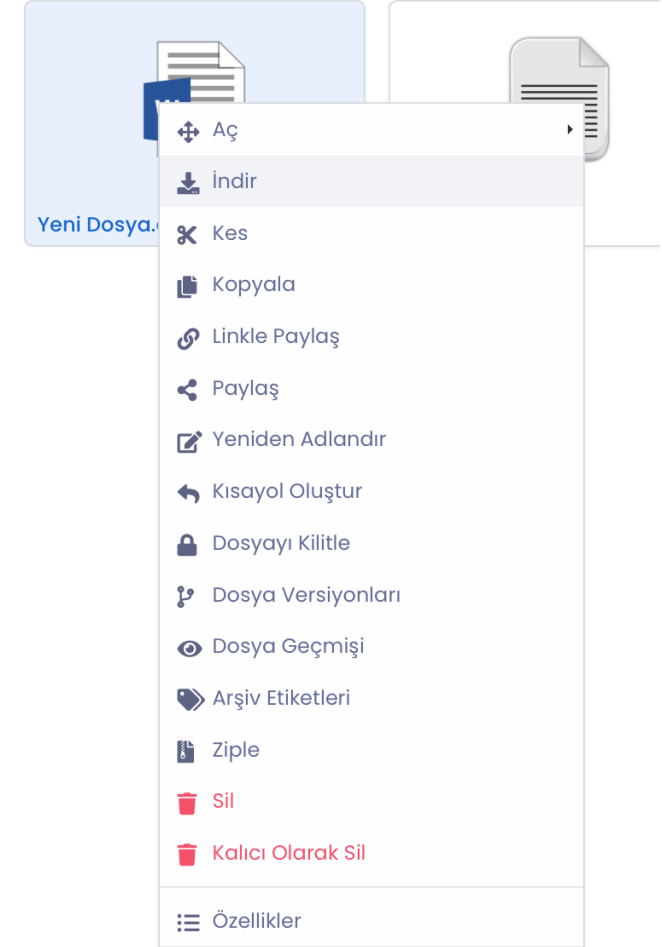 Aç
İndir
Yeni Dosya.
Kes
Kopyala
Linkle Paylaş
Paylaş
Yeniden Adlandır
Kısayol Oluştur
Dosyayı Kilitle
Dosya Versiyonları
Dosya Geçmişi
Arşiv Etiketleri
Ziple
Sil
Kalıcı Olarak Sil
Özellikler